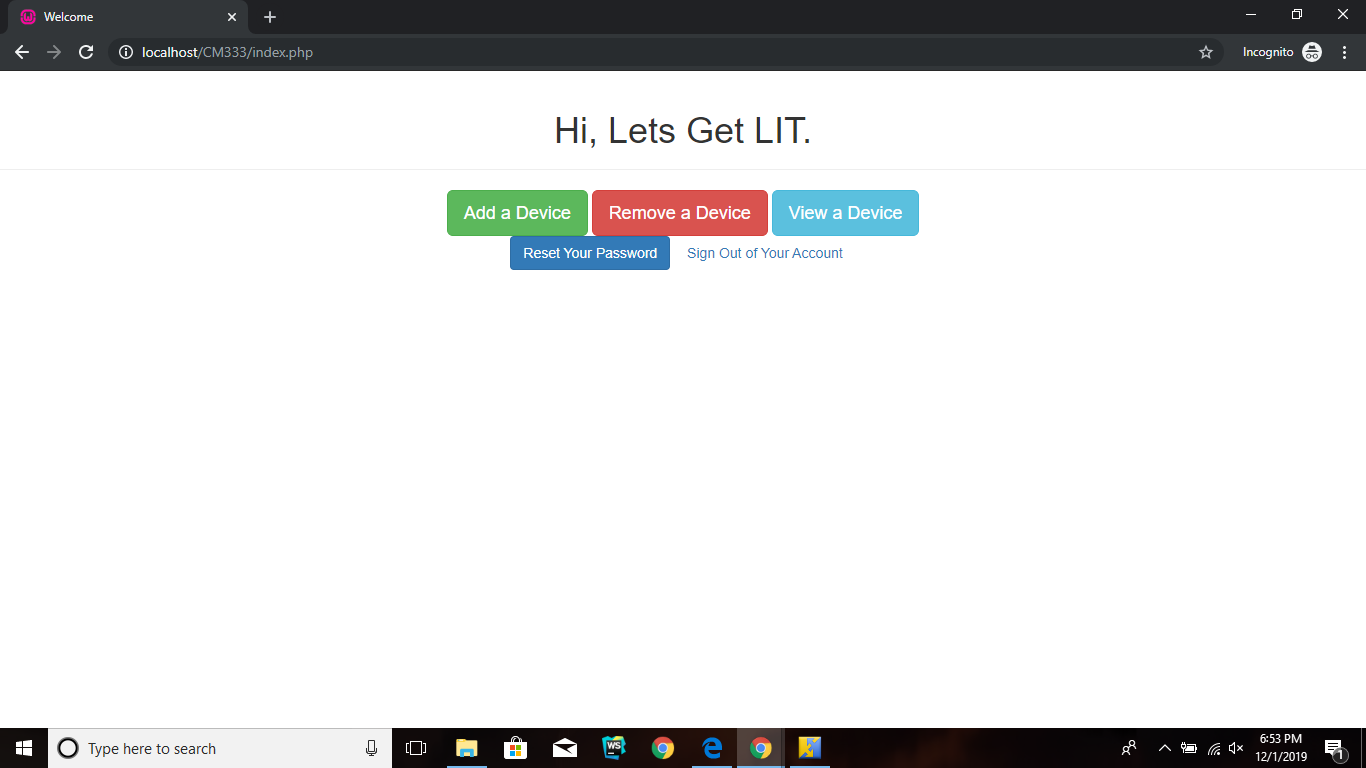 Welcome
localhost/CM333/index.php
Incognito
Hi, Lets Get LIT.
Add a Device Remove a Device View a Device
Reset Your Password Sign Out of Your Account
Type here to search
WS
6:53 PM
12/1/2019
1